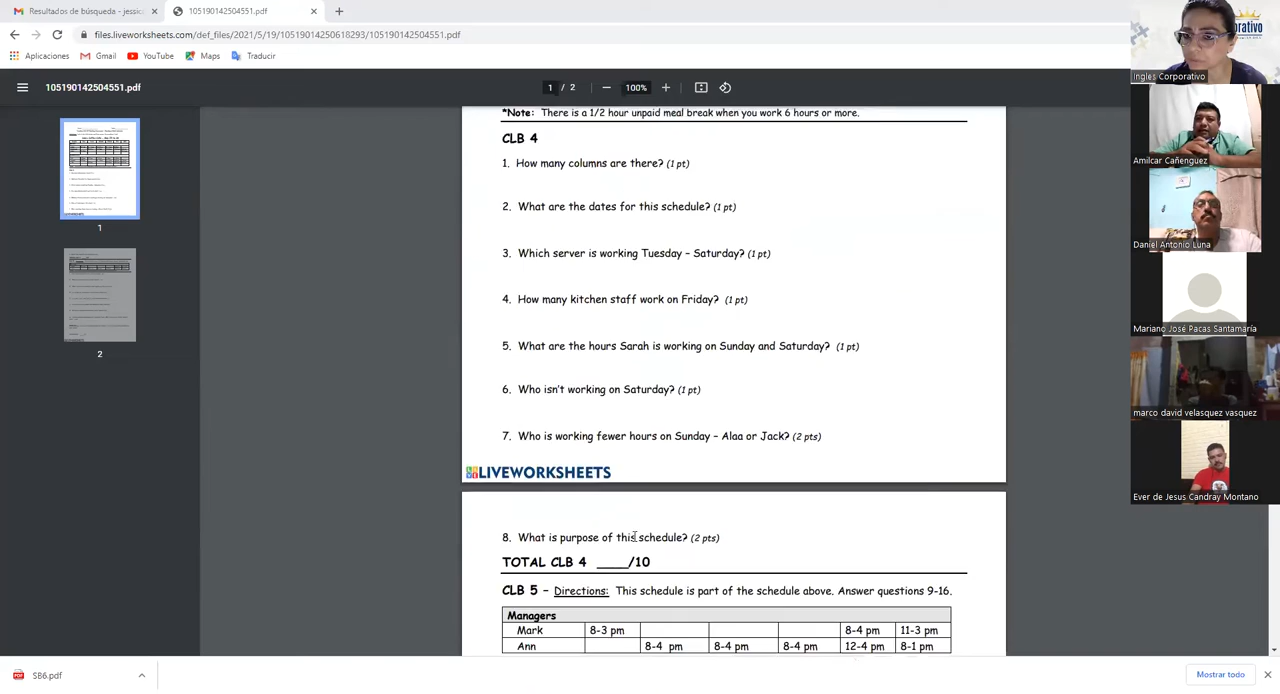 Resultados de búsqueda - jessic
105190142504551.pdf
files.liveworksheets.com/def_files/2021/5/19/10519014250618293/105190142504551.pdf
Aplicaciones
Gmail
YouTube
Maps
Traducir
105190142504551.pdf
1 / 2
100%
1
2
*Note: There is a 1/2 hour unpaid meal break when you work 6 hours or more.
CLB 4
1. How many columns are there? (1 pt)
2. What are the dates for this schedule? (1 pt)
3. Which server is working Tuesday – Saturday? (1 pt)
4. How many kitchen staff work on Friday? (1 pt)
5. What are the hours Sarah is working on Sunday and Saturday? (1 pt)
6. Who isn't working on Saturday? (1 pt)
7. Who is working fewer hours on Sunday – Alaa or Jack? (2 pts)
LIVEWORKSHEETS
8. What is purpose of this schedule? (2 pts)
TOTAL CLB 4 ____/10
CLB 5 – Directions: This schedule is part of the schedule above. Answer questions 9-16.
Managers
Mark 8-3 pm 8-4 pm 11-3 pm
Ann 8-4 pm 8-4 pm 8-4 pm 12-4 pm 8-1 pm
orativo
Ingles Corporativo
Amilcar Cañenguez
Daniel Antonio Luna
Mariano José Pacas Santamaría
marco david velasquez vasquez
Ever de Jesus Candray Montano
SB6.pdf
Mostrar todo